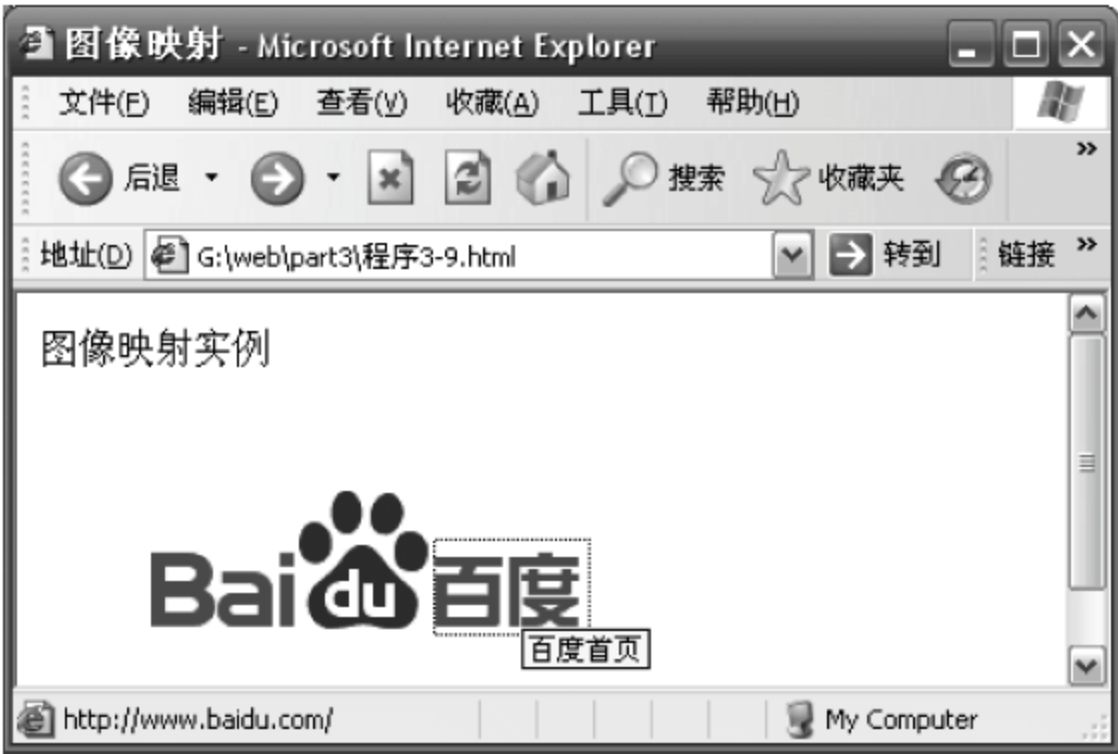 图像映射 - Microsoft Internet Explorer
文件(F) 编辑(E) 查看(V) 收藏(A) 工具(T) 帮助(H)
后退 搜索 收藏夹 »
地址(D) G:\web\part3\程序3-9.html 转到 链接 »
图像映射实例
Bai du 百度
百度首页
http://www.baidu.com/ My Computer